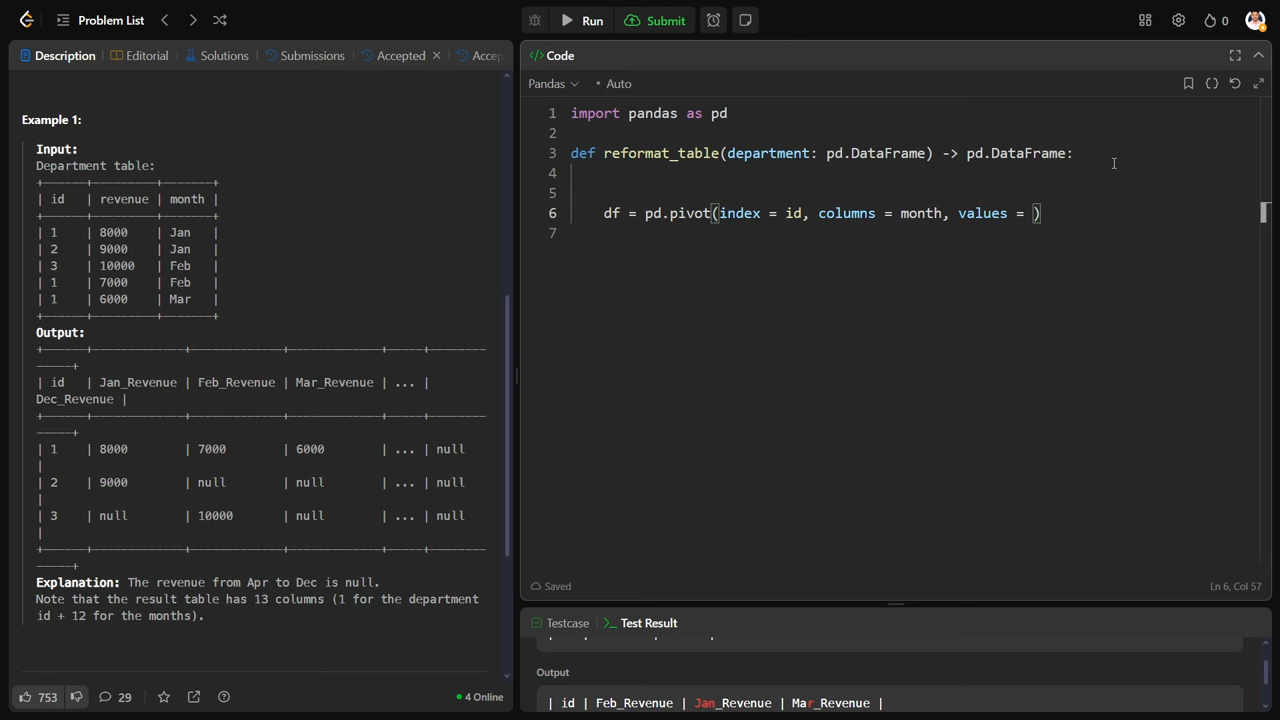 Problem List
Run
Submit
0
Description
Editorial
Solutions
Submissions
Accepted
Accep
Code
Pandas
Auto
Example 1:
Input:
Department table:
+------+---------+-------+
| id   | revenue | month |
+------+---------+-------+
| 1    | 8000    | Jan   |
| 2    | 9000    | Jan   |
| 3    | 10000   | Feb   |
| 1    | 7000    | Feb   |
| 1    | 6000    | Mar   |
+------+---------+-------+
Output:
+------+-------------+-------------+-------------+-----+--------
-----+
| id   | Jan_Revenue | Feb_Revenue | Mar_Revenue | ... |
Dec_Revenue |
+------+-------------+-------------+-------------+-----+--------
-----+
| 1    | 8000        | 7000        | 6000        | ... | null
|
| 2    | 9000        | null        | null        | ... | null
|
| 3    | null        | 10000       | null        | ... | null
|
+------+-------------+-------------+-------------+-----+--------
-----+
Explanation: The revenue from Apr to Dec is null.
Note that the result table has 13 columns (1 for the department
id + 12 for the months).
753
29
4 Online
1 import pandas as pd
2
3 def reformat_table(department: pd.DataFrame) -> pd.DataFrame:
4
5
6     df = pd.pivot(index = id, columns = month, values = )
7
Saved
Ln 6, Col 57
Testcase
Test Result
Output
| id | Feb_Revenue | Jan_Revenue | Mar_Revenue |